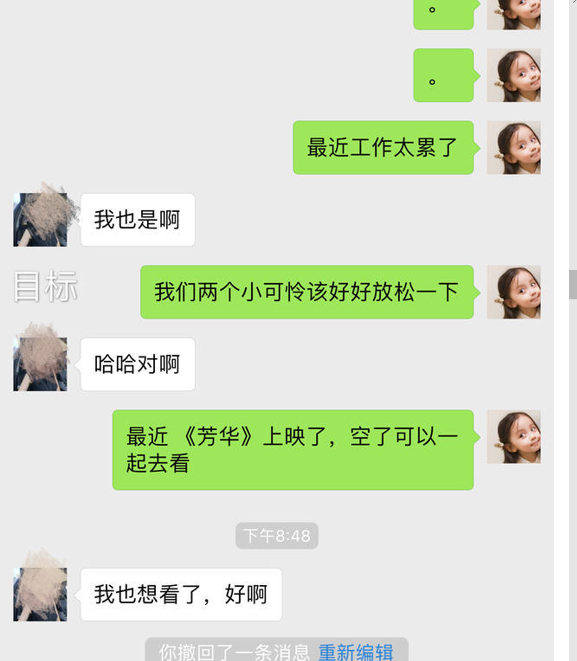 。
。
最近工作太累了
我也是啊
目标
我们两个小可怜该好好放松一下
哈哈对啊
最近《芳华》上映了，空了可以一
起去看
下午8:48
我也想看了，好啊
你撤回了一条消息 重新编辑